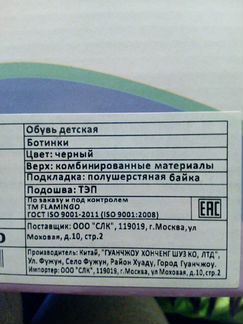 Обувь детская
Ботинки
Цвет: черный
Верх: комбинированные материалы
Подкладка: полушерстяная байка
Подошва: ТЭП
По заказу и под контролем
TM FLAMINGO
ГОСТ ISO 9001-2011 (ISO 9001:2008)
EAC
Поставщик: ООО "СЛК", 119019, г.Москва, ул
Моховая, д.10, стр.2
Производитель: Китай, "ГУАНЧЖОУ ХОНЧЕНГ ШУЗ КО, ЛТД",
Ул. Фужун, Село Фужун, Район Хуаду, Город Гуанчжоу.
Импортер: ООО "СЛК", 119019, г.Москва, ул
Моховая, д.10, стр.2